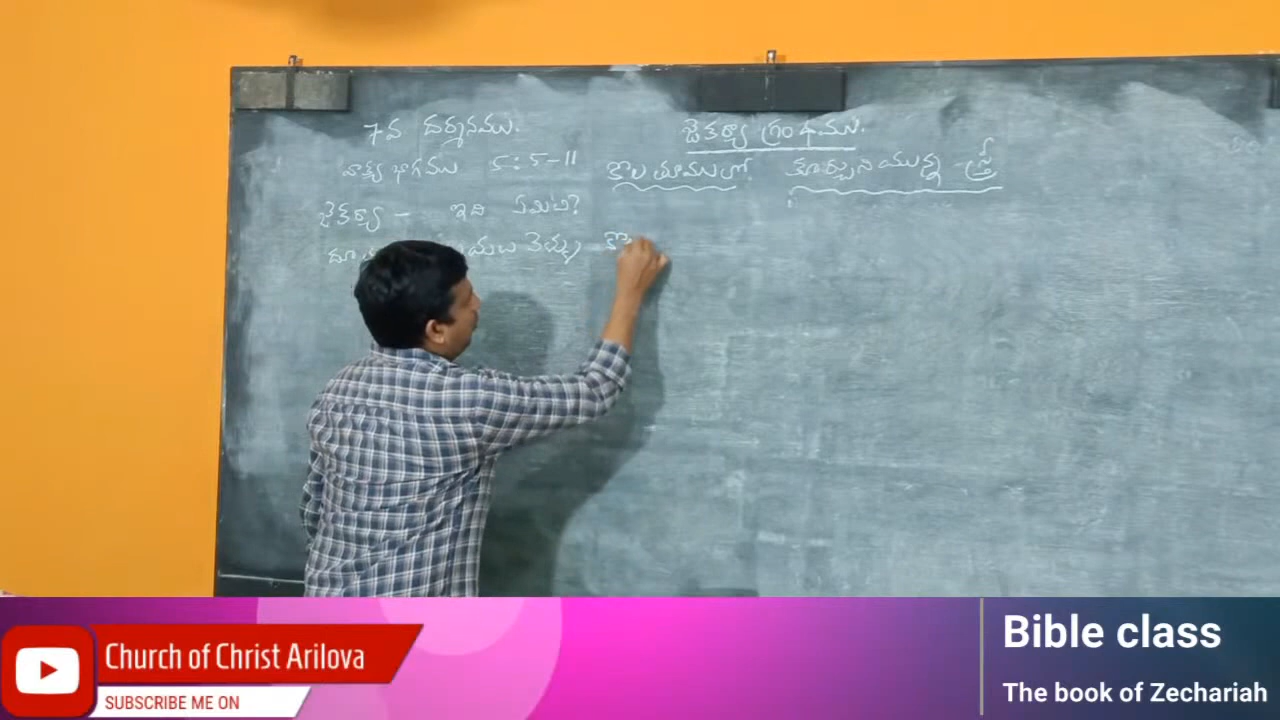 7వ దర్శనము.
జెకర్యా గ్రంథము.
వాక్య భాగము 5:5-11
కొల తూములో కూర్చునియున్న స్త్రీ
జెకర్యా - ఇది ఏమిటి?
Church of Christ Arilova
SUBSCRIBE ME ON
Bible class
The book of Zechariah